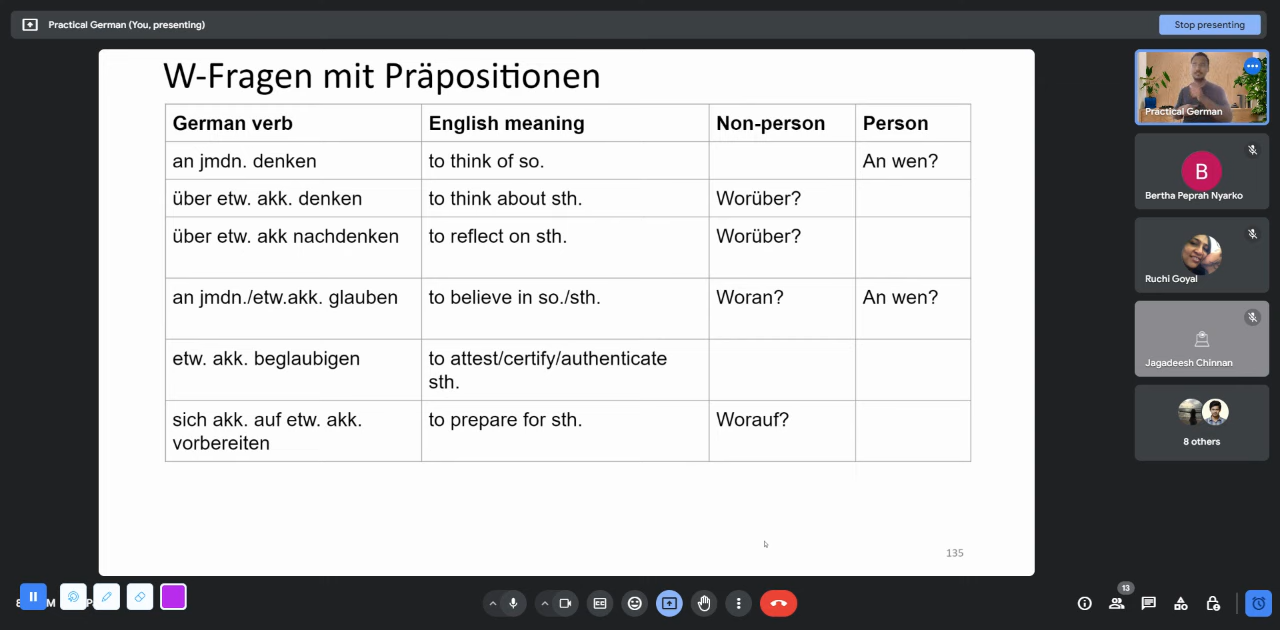 Practical German (You, presenting)
Stop presenting
W-Fragen mit Präpositionen
German verb English meaning Non-person Person
an jmdn. denken to think of so. An wen?
über etw. akk. denken to think about sth. Worüber?
über etw. akk nachdenken to reflect on sth. Worüber?
an jmdn./etw.akk. glauben to believe in so./sth. Woran? An wen?
etw. akk. beglaubigen to attest/certify/authenticate
sth.
sich akk. auf etw. akk. to prepare for sth. Worauf?
vorbereiten
135
Practical German
B
Bertha Peprah Nyarko
Ruchi Goyal
Jagadeesh Chinnan
8 others
13